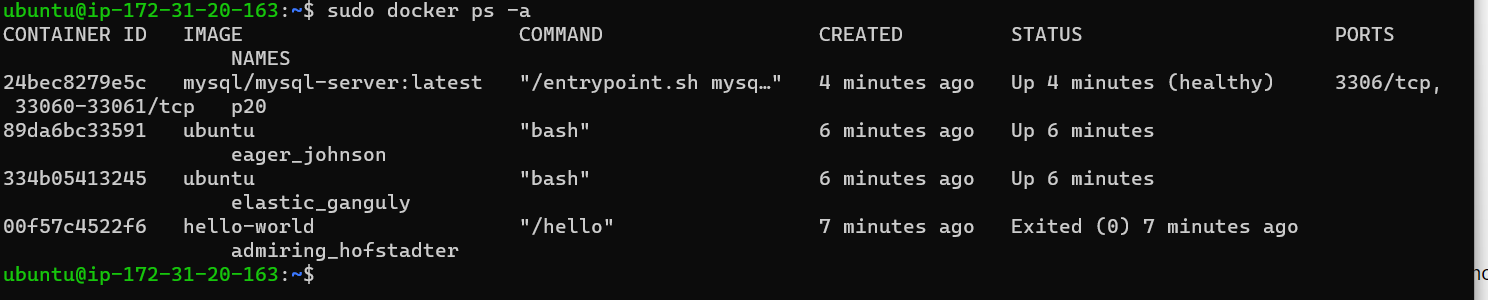 ubuntu@ip-172-31-20-163:~$ sudo docker ps -a
CONTAINER ID   IMAGE                       COMMAND                  CREATED         STATUS                     PORTS
                   NAMES
24bec8279e5c   mysql/mysql-server:latest   "/entrypoint.sh mysq…"   4 minutes ago   Up 4 minutes (healthy)     3306/tcp,
 33060-33061/tcp   p20
89da6bc33591   ubuntu                      "bash"                   6 minutes ago   Up 6 minutes
                   eager_johnson
334b05413245   ubuntu                      "bash"                   6 minutes ago   Up 6 minutes
                   elastic_ganguly
00f57c4522f6   hello-world                 "/hello"                 7 minutes ago   Exited (0) 7 minutes ago
                   admiring_hofstadter
ubuntu@ip-172-31-20-163:~$